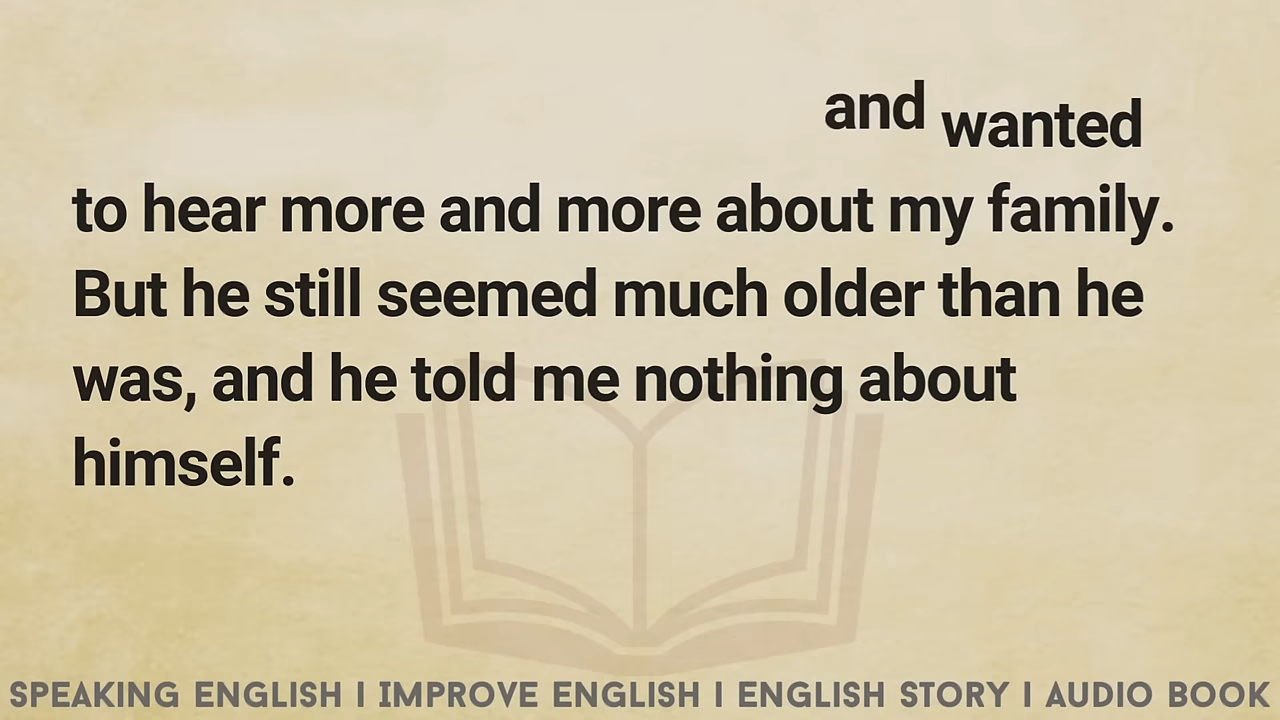 and wanted
to hear more and more about my family.
But he still seemed much older than he
was, and he told me nothing about
himself.
SPEAKING ENGLISH I IMPROVE ENGLISH I ENGLISH STORY I AUDIO BOOK